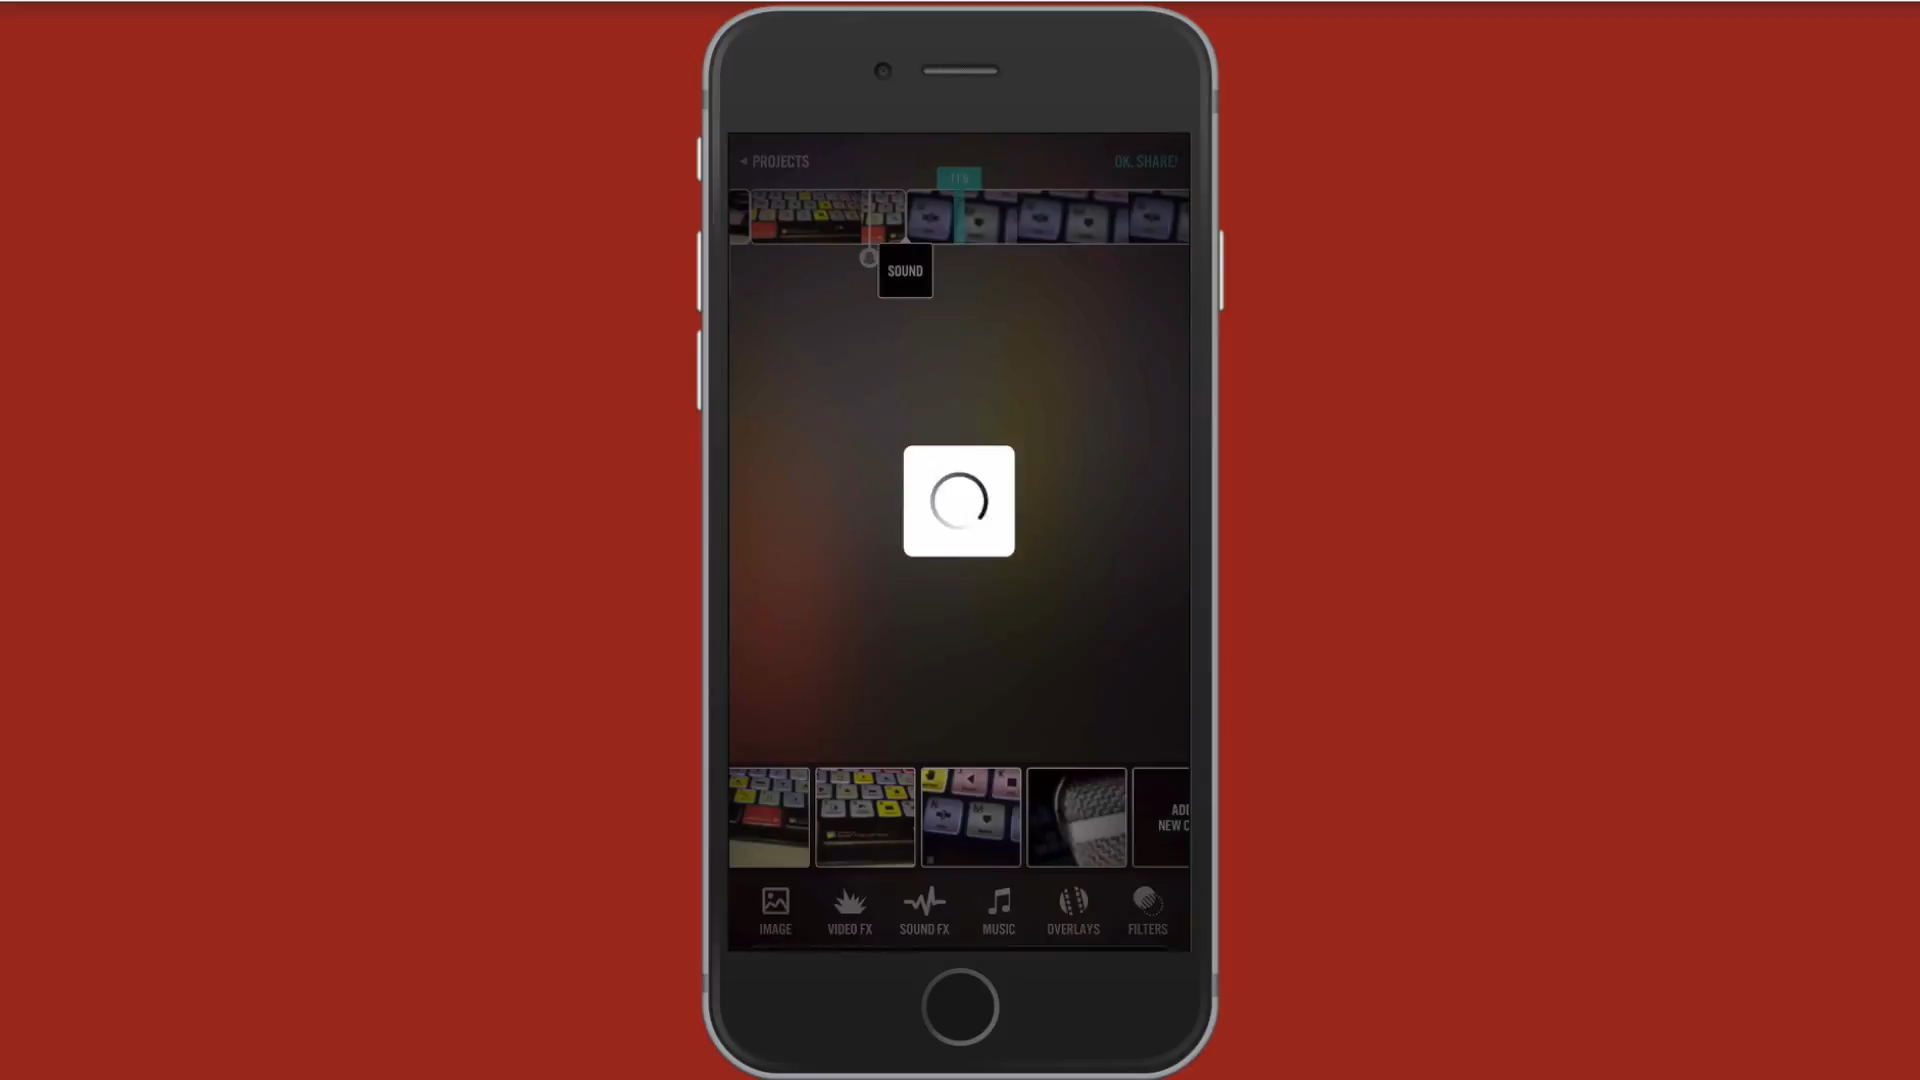 PROJECTS
OK, SHARE!
SOUND
IMAGE
VIDEO FX
SOUND FX
MUSIC
OVERLAYS
FILTERS